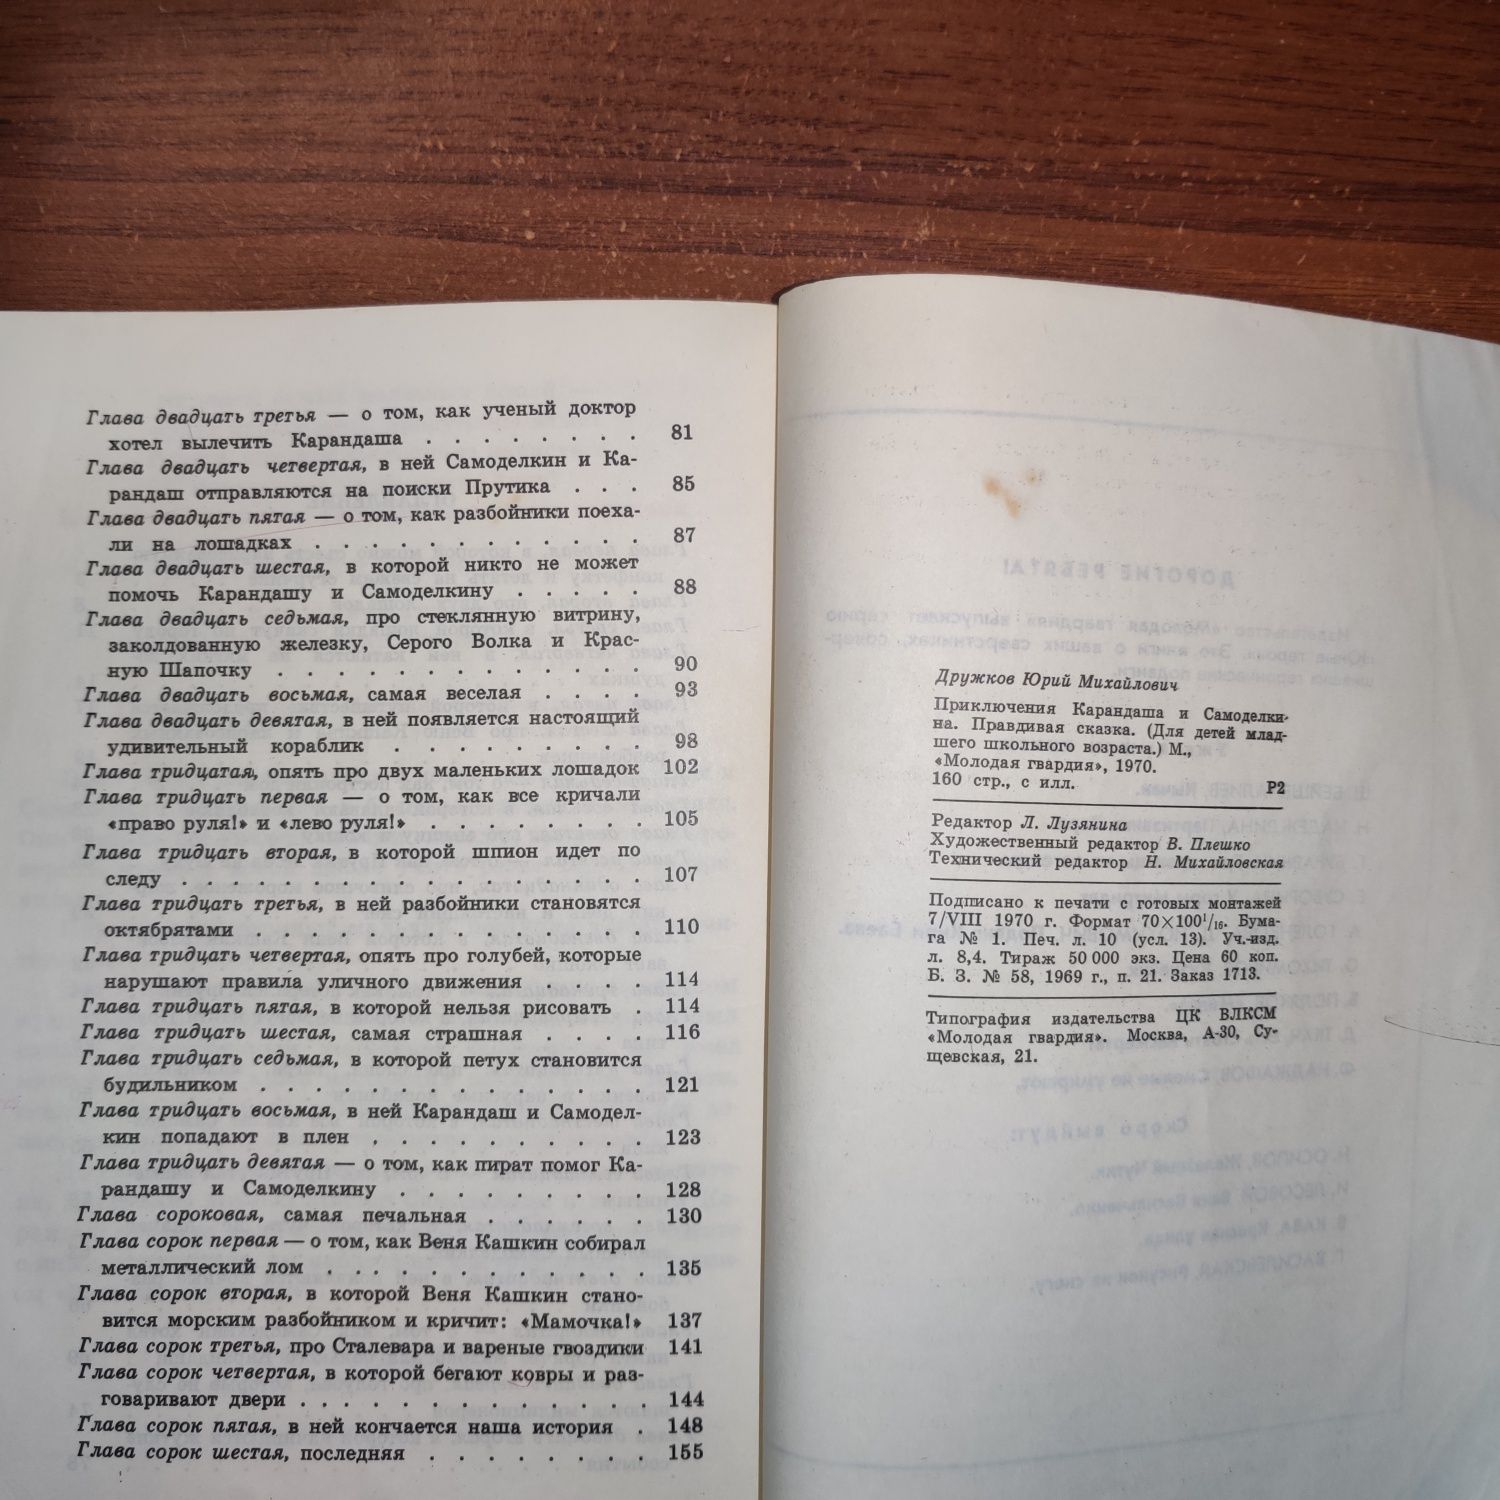 Глава двадцать третья — о том, как ученый доктор
хотел вылечить Карандаша . . . . . . . . 81
Глава двадцать четвертая, в ней Самоделкин и Ка-
рандаш отправляются на поиски Прутика . . . 85
Глава двадцать пятая — о том, как разбойники поеха-
ли на лошадках . . . . . . . . . . . . . 87
Глава двадцать шестая, в которой никто не может
помочь Карандашу и Самоделкину . . . . . 88
Глава двадцать седьмая, про стеклянную витрину,
заколдованную железку, Серого Волка и Крас-
ную Шапочку . . . . . . . . . . . . . . 90
Глава двадцать восьмая, самая веселая . . . . 93
Глава двадцать девятая, в ней появляется настоящий
удивительный кораблик . . . . . . . . . 98
Глава тридцатая, опять про двух маленьких лошадок 102
Глава тридцать первая — о том, как все кричали
«право руля!» и «лево руля!» . . . . . . . . 105
Глава тридцать вторая, в которой шпион идет по
следу . . . . . . . . . . . . . . . . . 107
Глава тридцать третья, в ней разбойники становятся
октябрятами . . . . . . . . . . . . . . 110
Глава тридцать четвертая, опять про голубей, которые
нарушают правила уличного движения . . . . 114
Глава тридцать пятая, в которой нельзя рисовать . 114
Глава тридцать шестая, самая страшная . . . . 116
Глава тридцать седьмая, в которой петух становится
будильником . . . . . . . . . . . . . . 121
Глава тридцать восьмая, в ней Карандаш и Самодел-
кин попадают в плен . . . . . . . . . . 123
Глава тридцать девятая — о том, как пират помог Ка-
рандашу и Самоделкину . . . . . . . . . 128
Глава сороковая, самая печальная . . . . . . 130
Глава сорок первая — о том, как Веня Кашкин собирал
металлический лом . . . . . . . . . . . . 135
Глава сорок вторая, в которой Веня Кашкин стано-
вится морским разбойником и кричит: «Мамочка!» 137
Глава сорок третья, про Сталевара и вареные гвоздики 141
Глава сорок четвертая, в которой бегают ковры и раз-
говаривают двери . . . . . . . . . . . . . 144
Глава сорок пятая, в ней кончается наша история . 148
Глава сорок шестая, последняя . . . . . . . . 155
Дружков Юрий Михайлович
Приключения Карандаша и Самоделки-
на. Правдивая сказка. (Для детей млад-
шего школьного возраста.) М.,
«Молодая гвардия», 1970.
160 стр., с илл. Р2
Редактор Л. Лузянина
Художественный редактор В. Плешко
Технический редактор Н. Михайловская
Подписано к печати с готовых монтажей
7/VIII 1970 г. Формат 70×100¹/₁₆. Бума-
га № 1. Печ. л. 10 (усл. 13). Уч.-изд.
л. 8,4. Тираж 50 000 экз. Цена 60 коп.
Б. З. № 58, 1969 г., п. 21. Заказ 1713.
Типография издательства ЦК ВЛКСМ
«Молодая гвардия». Москва, А-30, Су-
щевская, 21.